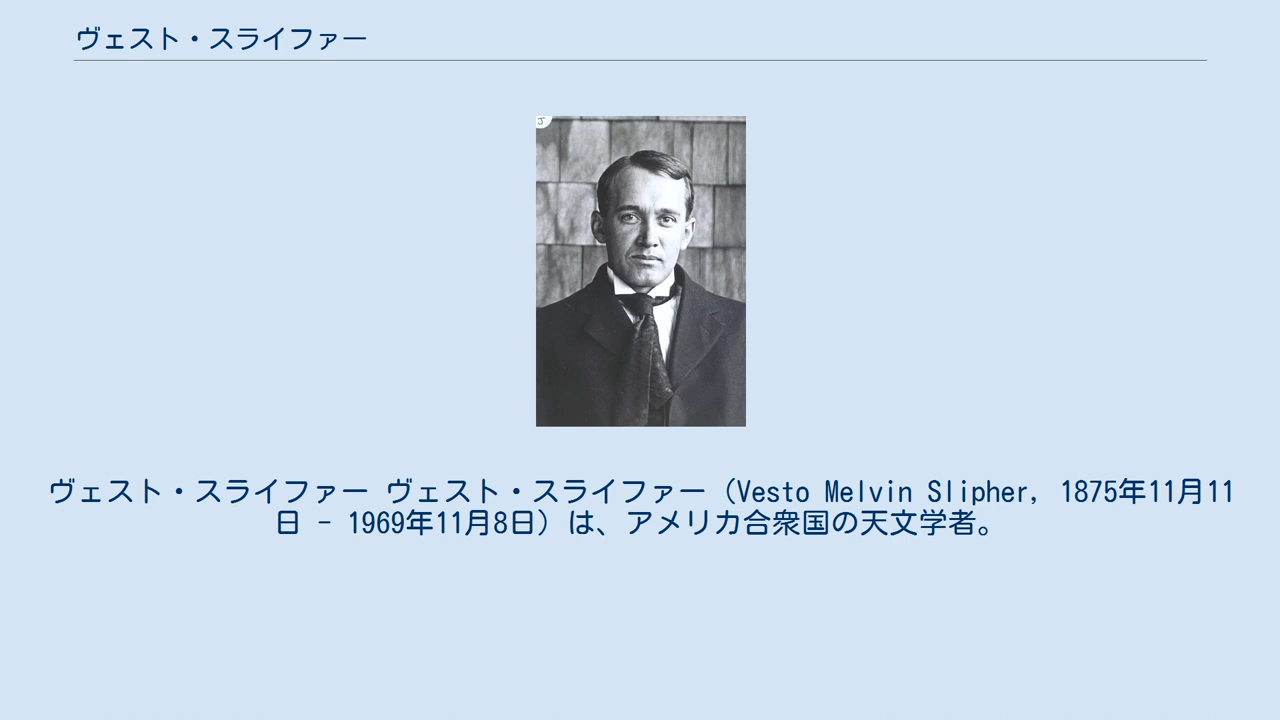 ヴェスト・スライファー
J
ヴェスト・スライファー ヴェスト・スライファー（Vesto Melvin Slipher, 1875年11月11
日 - 1969年11月8日）は、アメリカ合衆国の天文学者。